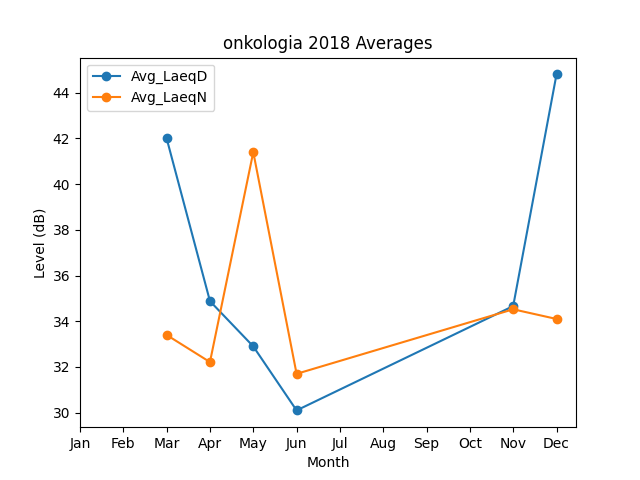 onkologia 2018 Averages
Avg_LaeqD
Avg_LaeqN
Level (dB)
44
42
40
38
36
34
32
30
Jan Feb Mar Apr May Jun Jul Aug Sep Oct Nov Dec
Month